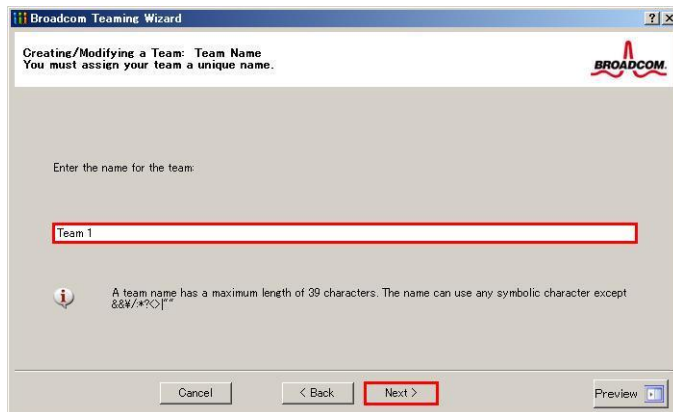 Broadcom Teaming Wizard
Creating/Modifying a Team: Team Name
You must assign your team a unique name.
BROADCOM.
Enter the name for the team:
Team 1
A team name has a maximum length of 39 characters. The name can use any symbolic character except
&&¥/:*?<>|""
Cancel
< Back
Next >
Preview